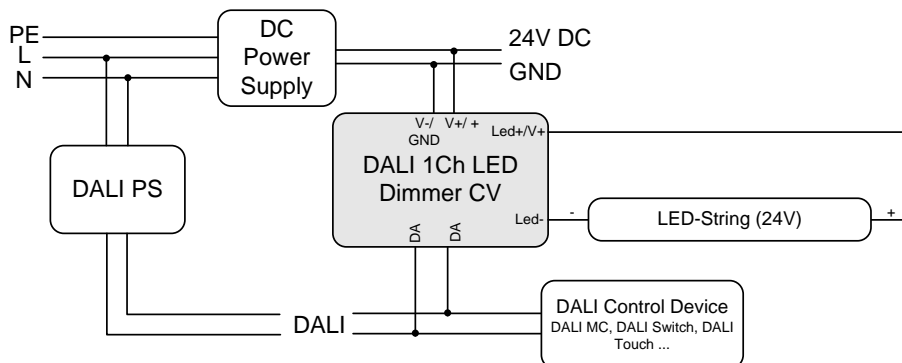 PE
L
N
DC
Power
Supply
24V DC
GND
V-/
GND
V+/ +
Led+/V+
DALI 1Ch LED
Dimmer CV
Led-
DA
DA
DALI PS
-
LED-String (24V)
+
DALI
DALI Control Device
DALI MC, DALI Switch, DALI
Touch ...